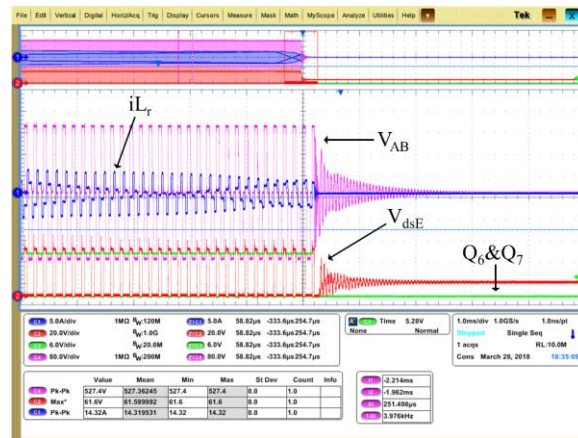 File Edit Vertical Digital Horiz/Acq Trig Display Cursors Measure Mask Math MyScope Analyze Utilities Help Tek
iLr
VAB
VdsE
Q6&Q7
5.0A/div 1MΩ BW:120M 5.0A 58.82μs -333.6μs 254.7μs
20.0V/div BW:1.0G 20.0V 58.82μs -333.6μs 254.7μs
6.0V/div BW:20.0M 6.0V 58.82μs -333.6μs 254.7μs
80.0V/div 1MΩ BW:200M 80.0V 58.82μs -333.6μs 254.7μs
Time 5.28V
None Normal
1.0ms/div 1.0GS/s 1.0ns/pt
Stopped Single Seq
1 acqs RL:10.0M
Cons March 28, 2018 18:35:08
Value Mean Min Max St Dev Count Info
Pk-Pk 527.4V 527.36245 527.4 527.4 0.0 1.0
Max* 61.6V 61.599992 61.6 61.6 0.0 1.0
Pk-Pk 14.32A 14.319531 14.32 14.32 0.0 1.0
-2.214ms
-1.962ms
251.498μs
3.976kHz